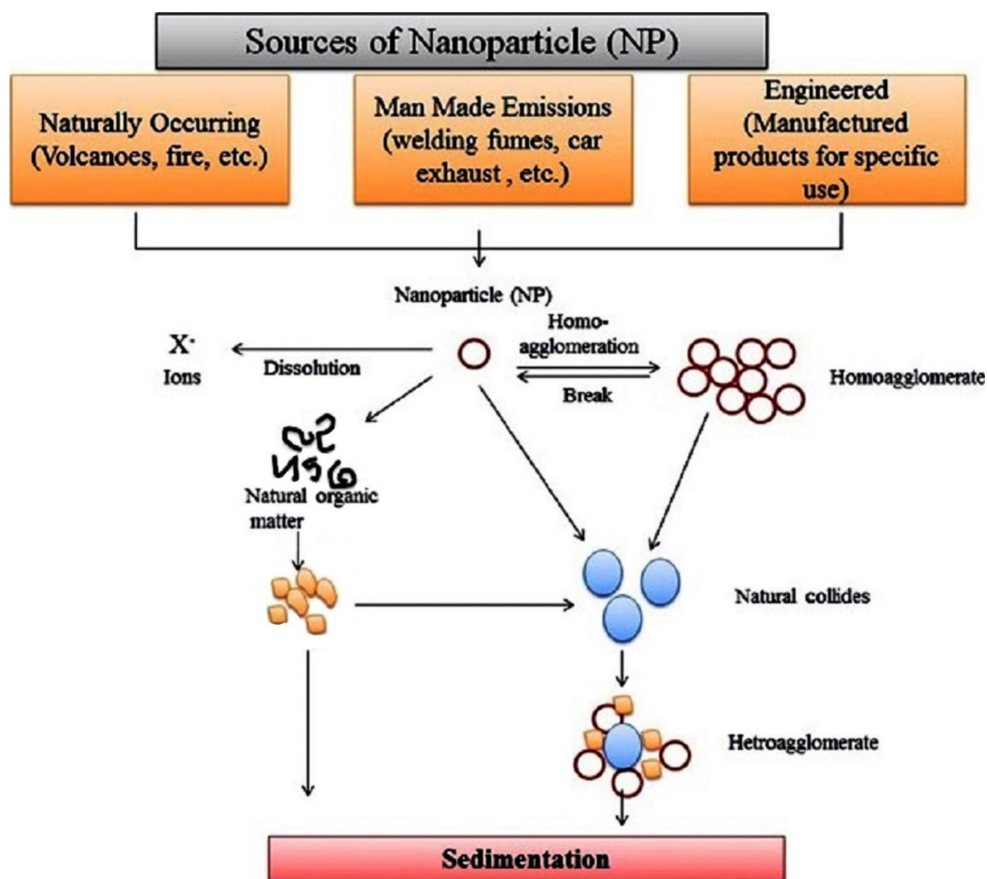 Sources of Nanoparticle (NP)
Naturally Occurring
(Volcanoes, fire, etc.)
Man Made Emissions
(welding fumes, car
exhaust , etc.)
Engineered
(Manufactured
products for specific
use)
Nanoparticle (NP)
X-
Ions
Dissolution
Homo-
agglomeration
Break
Homoagglomerate
Natural organic
matter
Natural collides
Hetroagglomerate
Sedimentation